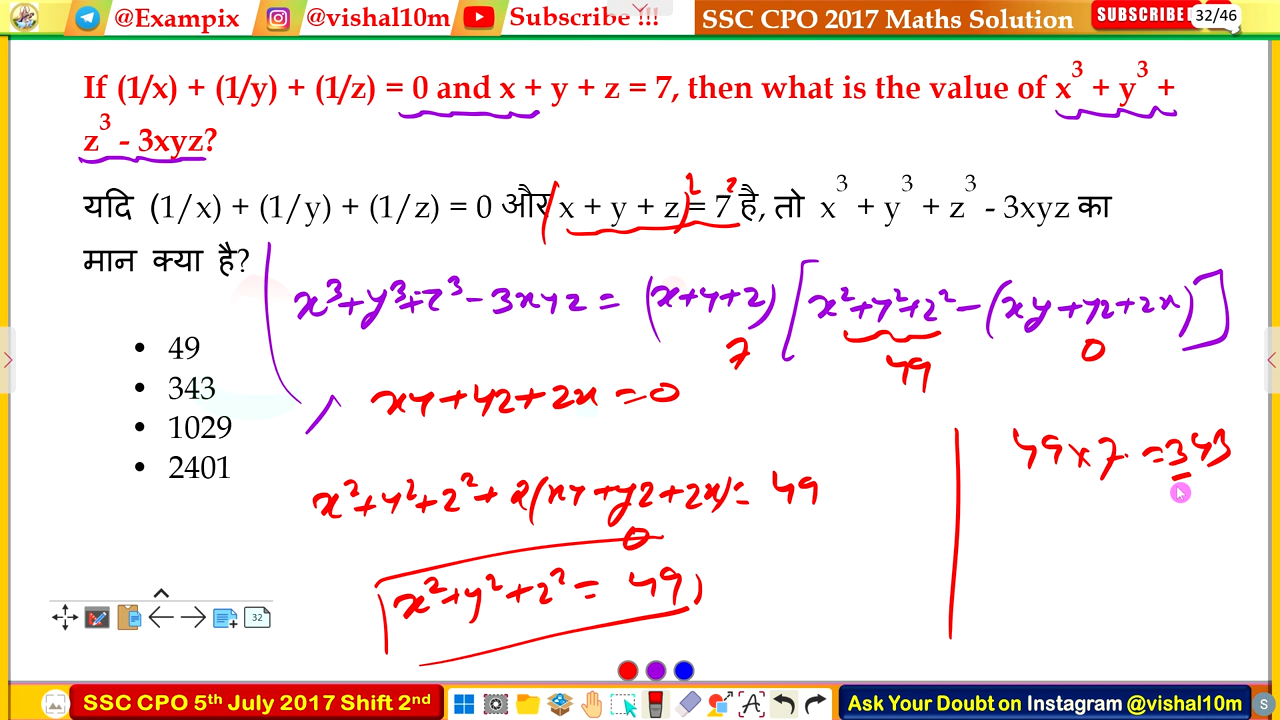 @Exampix @vishal10m Subscribe !!! SSC CPO 2017 Maths Solution SUBSCRIBE 32/46
If (1/x) + (1/y) + (1/z) = 0 and x + y + z = 7, then what is the value of x³ + y³ +
z³ - 3xyz?
यदि (1/x) + (1/y) + (1/z) = 0 और (x + y + z)² = 7² है, तो x³ + y³ + z³ - 3xyz का
मान क्या है?
x³+y³+z³-3xyz = (x+y+z) [x²+y²+z²-(xy+yz+zx)]
7 49 0
• 49
• 343
• 1029
• 2401
xy+yz+zx=0
49×7=343
x²+y²+z²+2(xy+yz+zx)=49
0
x²+y²+z²=49
32
SSC CPO 5th July 2017 Shift 2nd A Ask Your Doubt on Instagram @vishal10m S